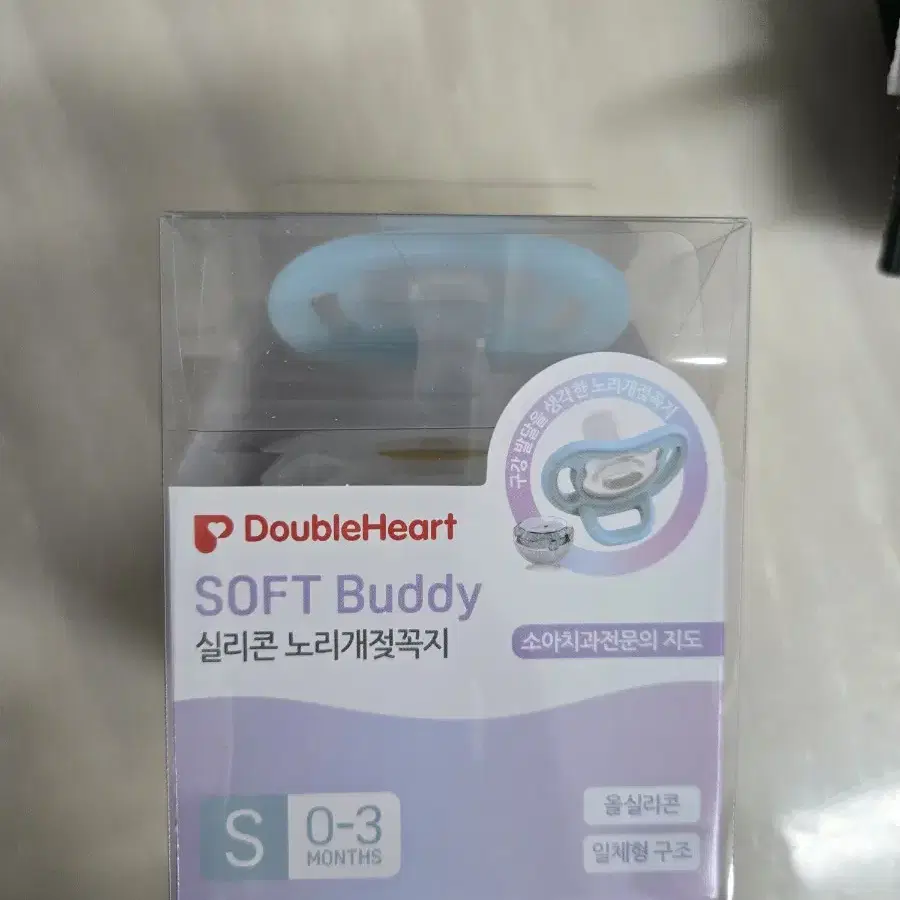 구강 발달을 생각한 노리개젖꼭지
DoubleHeart
SOFT Buddy
실리콘 노리개젖꼭지
소아치과전문의 지도
S
0-3
MONTHS
올실리콘
일체형 구조